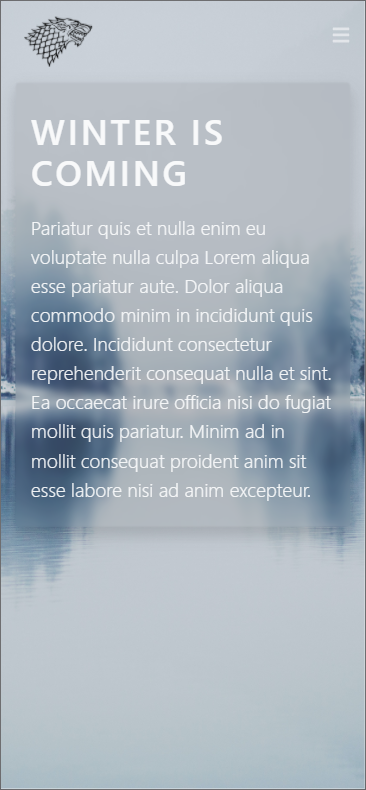 WINTER IS
COMING
Pariatur quis et nulla enim eu
voluptate nulla culpa Lorem aliqua
esse pariatur aute. Dolor aliqua
commodo minim in incididunt quis
dolore. Incididunt consectetur
reprehenderit consequat nulla et sint.
Ea occaecat irure officia nisi do fugiat
mollit quis pariatur. Minim ad in
mollit consequat proident anim sit
esse labore nisi ad anim excepteur.